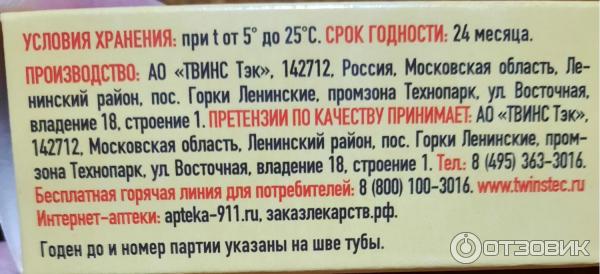 УСЛОВИЯ ХРАНЕНИЯ: при t от 5° до 25°С. СРОК ГОДНОСТИ: 24 месяца.
ПРОИЗВОДСТВО: АО «ТВИНС Тэк», 142712, Россия, Московская область, Ле-
нинский район, пос. Горки Ленинские, промзона Технопарк, ул. Восточная,
владение 18, строение 1. ПРЕТЕНЗИИ ПО КАЧЕСТВУ ПРИНИМАЕТ: АО «ТВИНС Тэк»,
142712, Московская область, Ленинский район, пос. Горки Ленинские, пром-
зона Технопарк, ул. Восточная, владение 18, строение 1. Тел.: 8 (495) 363-3016.
Бесплатная горячая линия для потребителей: 8 (800) 100-3016. www.twinstec.ru
Интернет-аптеки: apteka-911.ru, заказлекарств.рф.
Годен до и номер партии указаны на шве тубы.
ОТЗОВИК